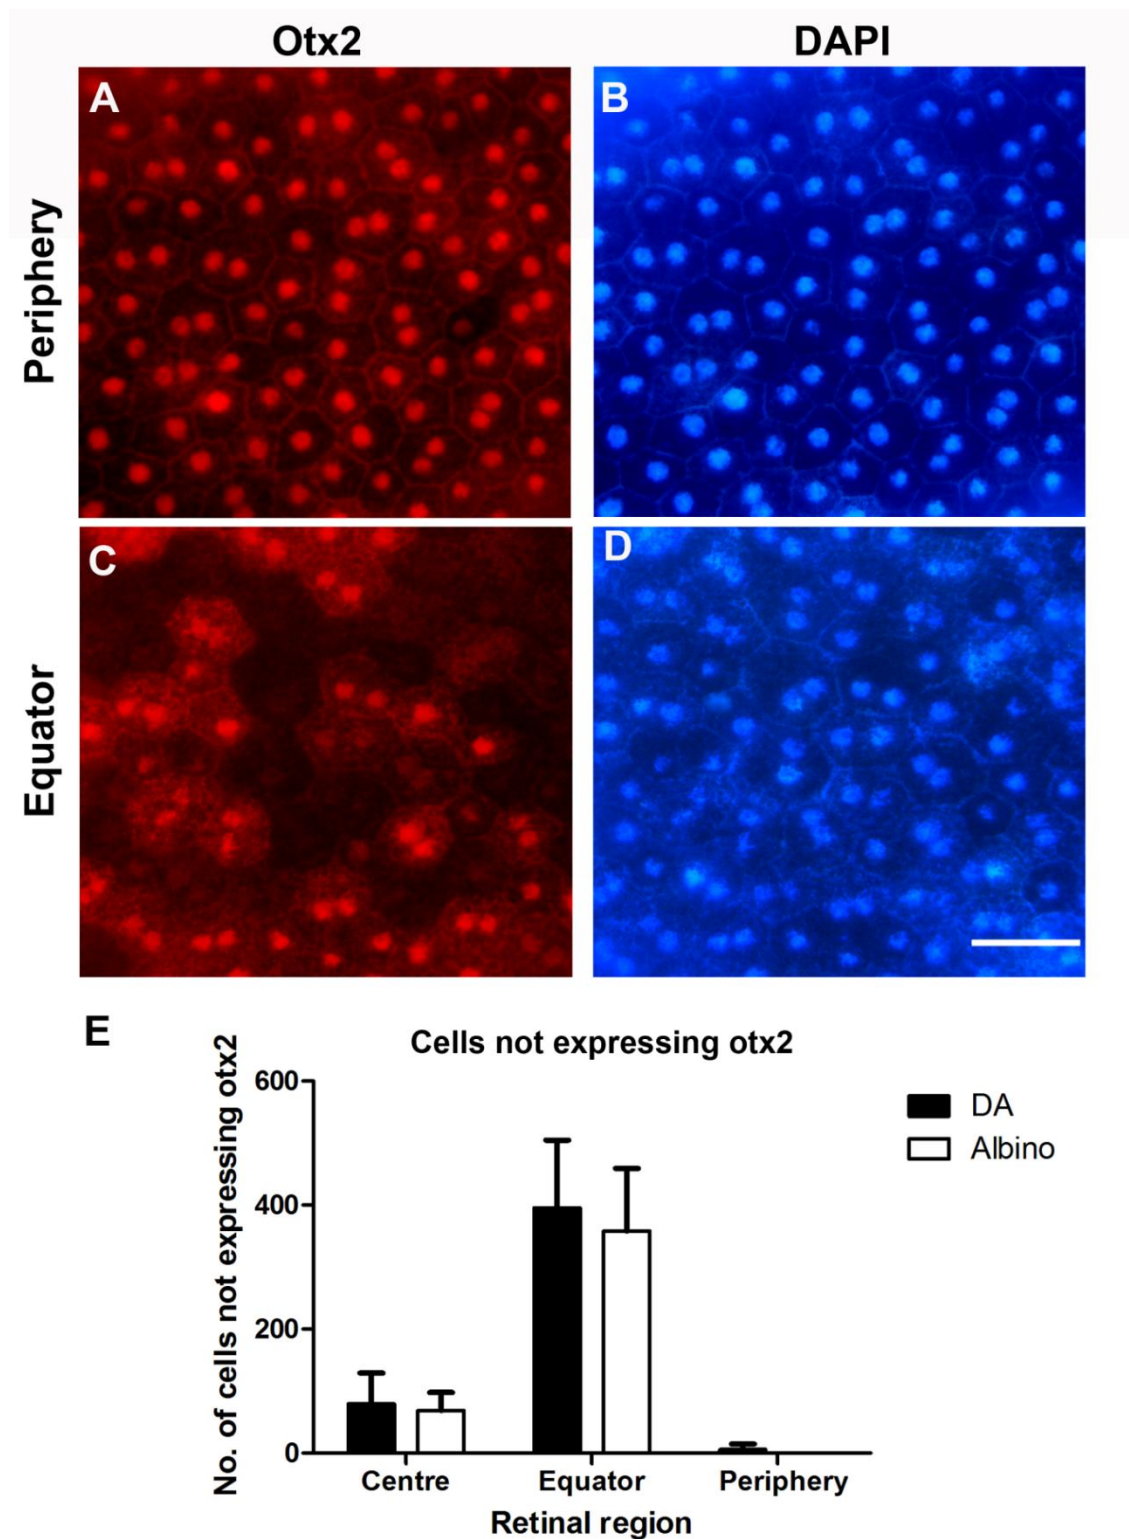 Otx2
DAPI
A
B
Periphery
C
D
Equator
E
Cells not expressing otx2
No. of cells not expressing otx2
600
400
200
0
DA
Albino
Centre
Equator
Periphery
Retinal region